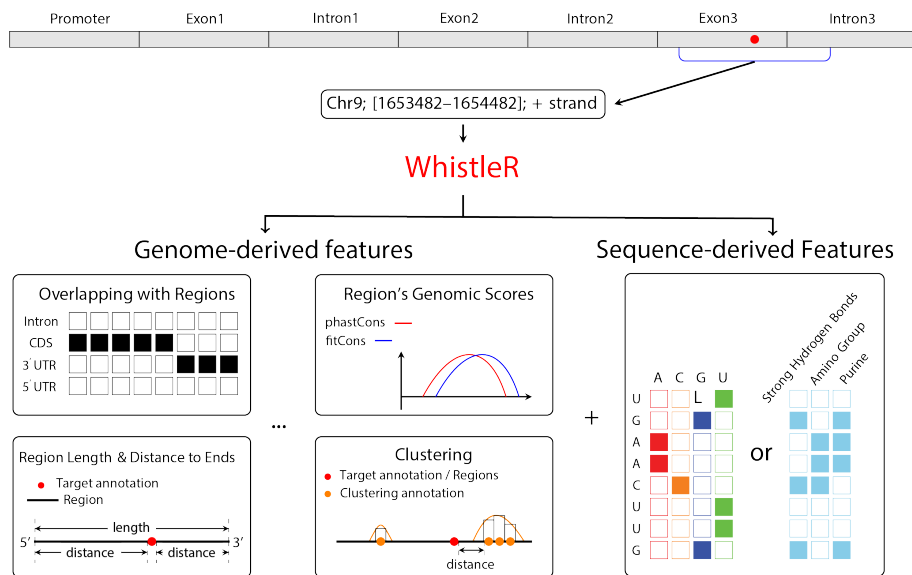 Promoter Exon1 Intron1 Exon2 Intron2 Exon3 Intron3
Chr9; [1653482–1654482]; + strand
WhistleR
Genome-derived features
Sequence-derived Features
Overlapping with Regions
Intron
CDS
3' UTR
5' UTR
Region's Genomic Scores
phastCons
fitCons
...
Region Length & Distance to Ends
Target annotation
Region
length
5' 3'
distance distance
Clustering
Target annotation / Regions
Clustering annotation
distance
+
A C G U
U L
G
A
A
C
U
U
G
or
Strong Hydrogen Bonds
Amino Group
Purine